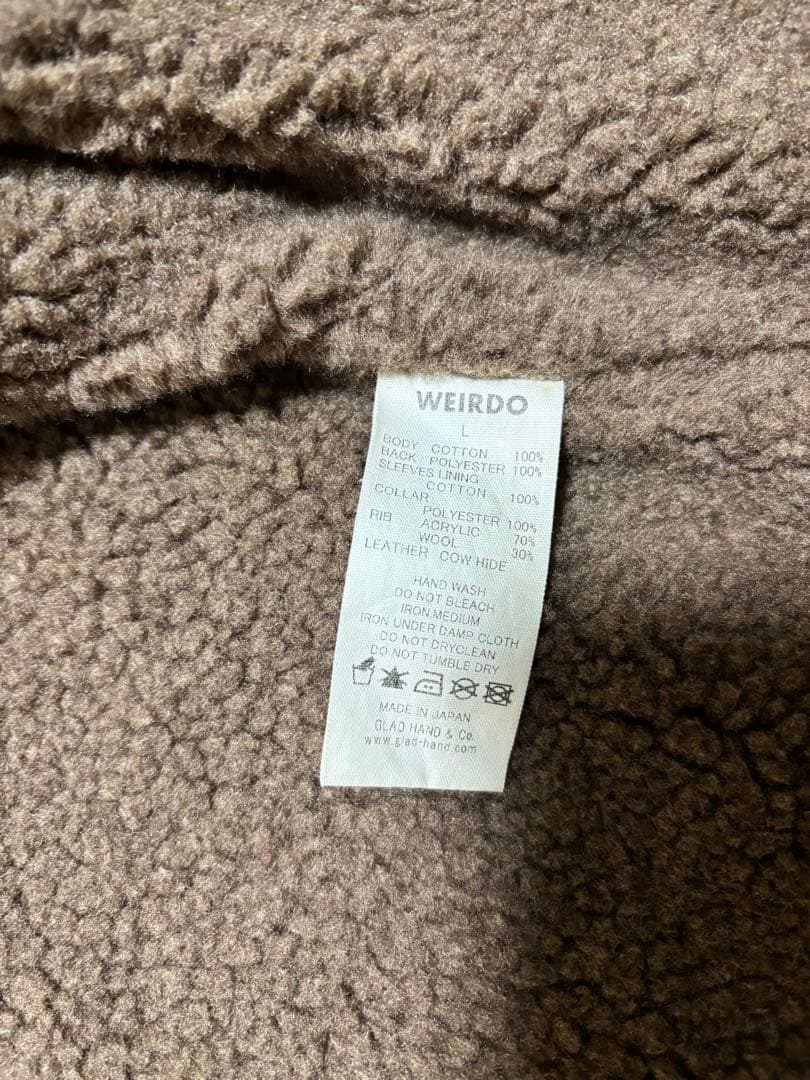 WEIRDO
L
BODY COTTON 100%
BACK POLYESTER 100%
SLEEVES LINING
COTTON 100%
COLLAR
POLYESTER 100%
RIB ACRYLIC 70%
WOOL 30%
LEATHER COW HIDE
HAND WASH
DO NOT BLEACH
IRON,MEDIUM
IRON UNDER DAMP CLOTH
DO NOT DRYCLEAN
DO NOT TUMBLE DRY
MADE IN JAPAN
GLAD HAND & Co.
www.glad-hand.com